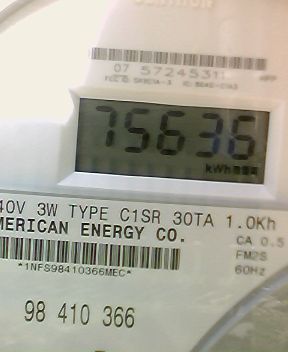 07 57245311
75636
kWh
40V 3W TYPE C1SR 30TA 1.0Kh
MERICAN ENERGY CO.
CA 0.5
FM2S
60Hz
*1NFS98410366MEC*
98 410 366